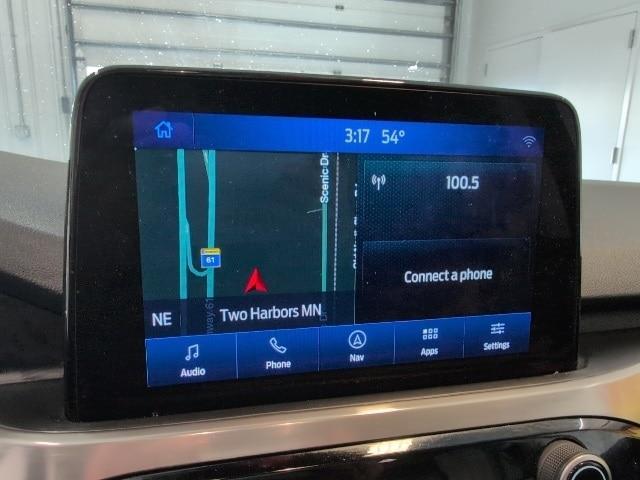 3:17 54°
Scenic Dr
100.5
61
Connect a phone
NE
Two Harbors MN
Audio
Phone
Nav
Apps
Settings